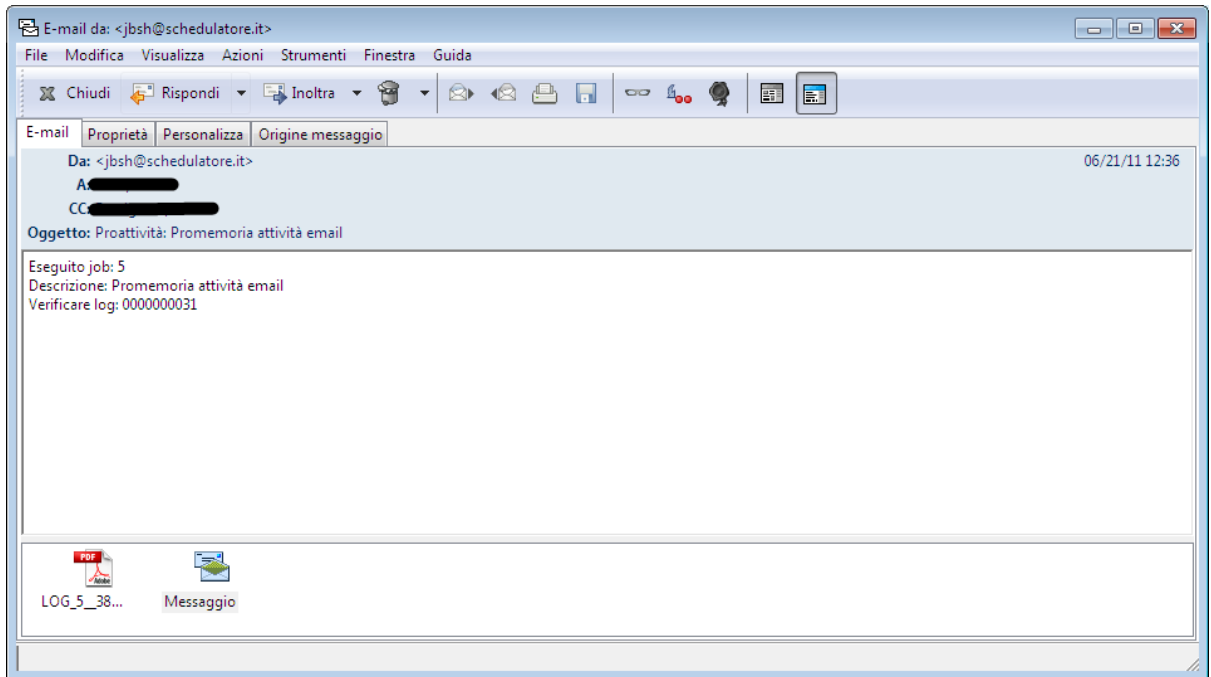 E-mail da: <jbsh@schedulatore.it>
File Modifica Visualizza Azioni Strumenti Finestra Guida
Chiudi Rispondi Inoltra
E-mail Proprietà Personalizza Origine messaggio
Da: <jbsh@schedulatore.it> 06/21/11 12:36
A:
CC:
Oggetto: Proattività: Promemoria attività email
Eseguito job: 5
Descrizione: Promemoria attività email
Verificare log: 0000000031
PDF
Adobe
LOG_5__38... Messaggio